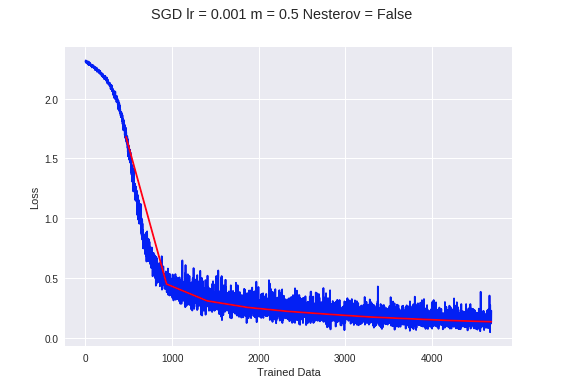 SGD lr = 0.001 m = 0.5 Nesterov = False
2.0
1.5
1.0
0.5
0.0
Loss
0 1000 2000 3000 4000
Trained Data